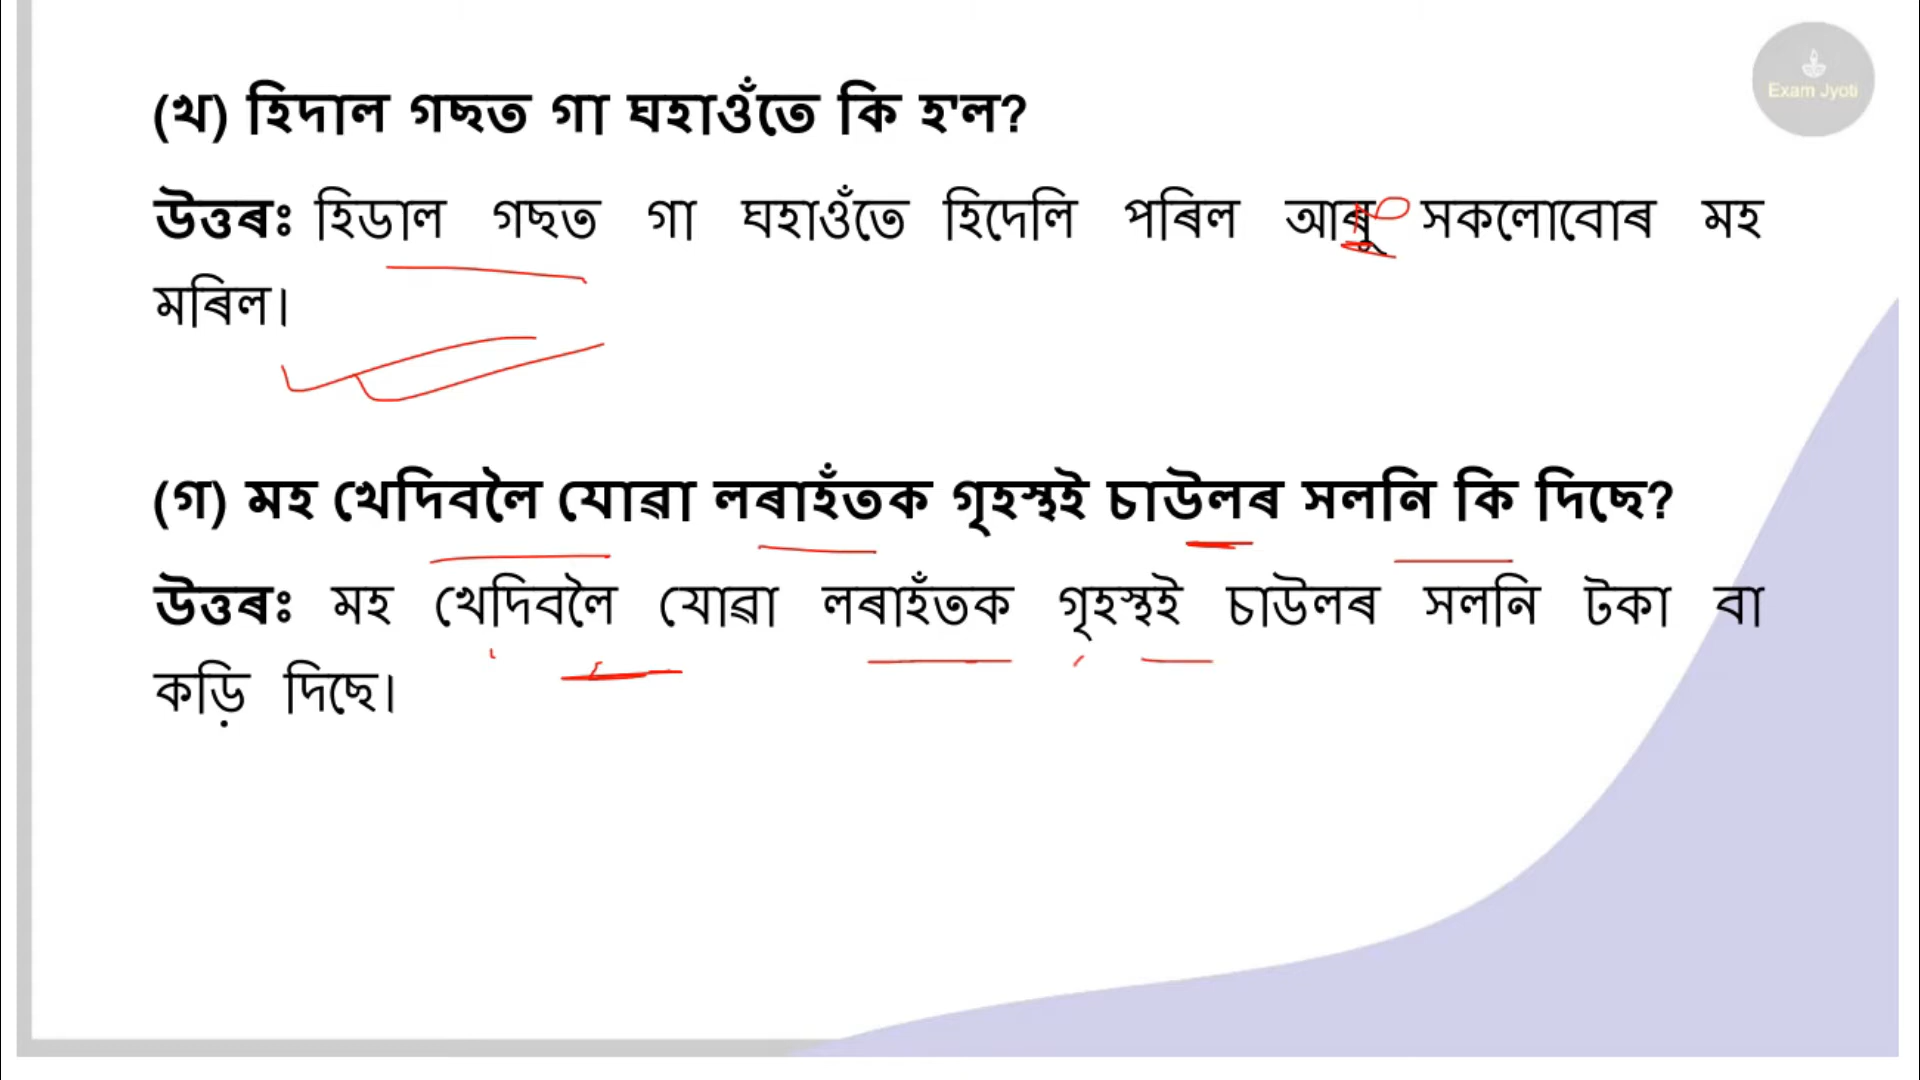 Exam Jyoti
(খ) হিদাল গছত গা ঘহাওঁতে কি হ'ল?
উত্তৰঃ হিডাল গছত গা ঘহাওঁতে হিদেলি পৰিল আৰু সকলোবোৰ মহ
মৰিল।
(গ) মহ খেদিবলৈ যোৱা লৰাহঁতক গৃহস্থই চাউলৰ সলনি কি দিছে?
উত্তৰঃ মহ খেদিবলৈ যোৱা লৰাহঁতক গৃহস্থই চাউলৰ সলনি টকা বা
কড়ি দিছে।